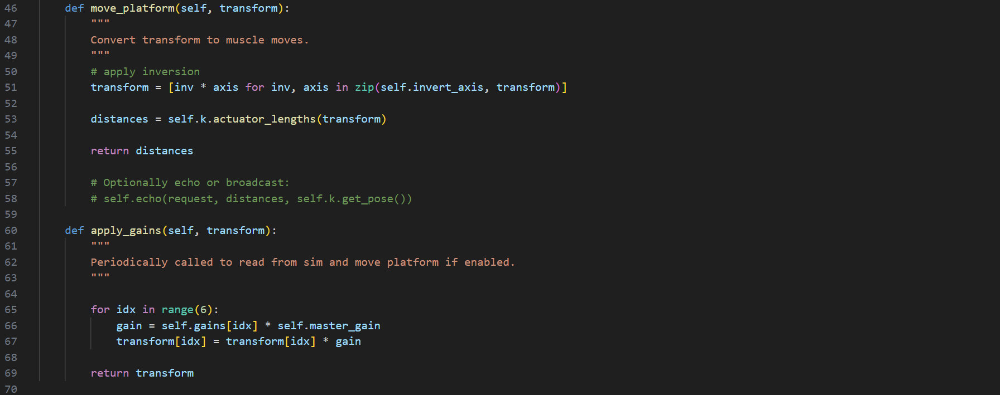 46 def move_platform(self, transform):
47 """
48 Convert transform to muscle moves.
49 """
50 # apply inversion
51 transform = [inv * axis for inv, axis in zip(self.invert_axis, transform)]
52
53 distances = self.k.actuator_lengths(transform)
54
55 return distances
56
57 # Optionally echo or broadcast:
58 # self.echo(request, distances, self.k.get_pose())
59
60 def apply_gains(self, transform):
61 """
62 Periodically called to read from sim and move platform if enabled.
63 """
64
65 for idx in range(6):
66 gain = self.gains[idx] * self.master_gain
67 transform[idx] = transform[idx] * gain
68
69 return transform
70